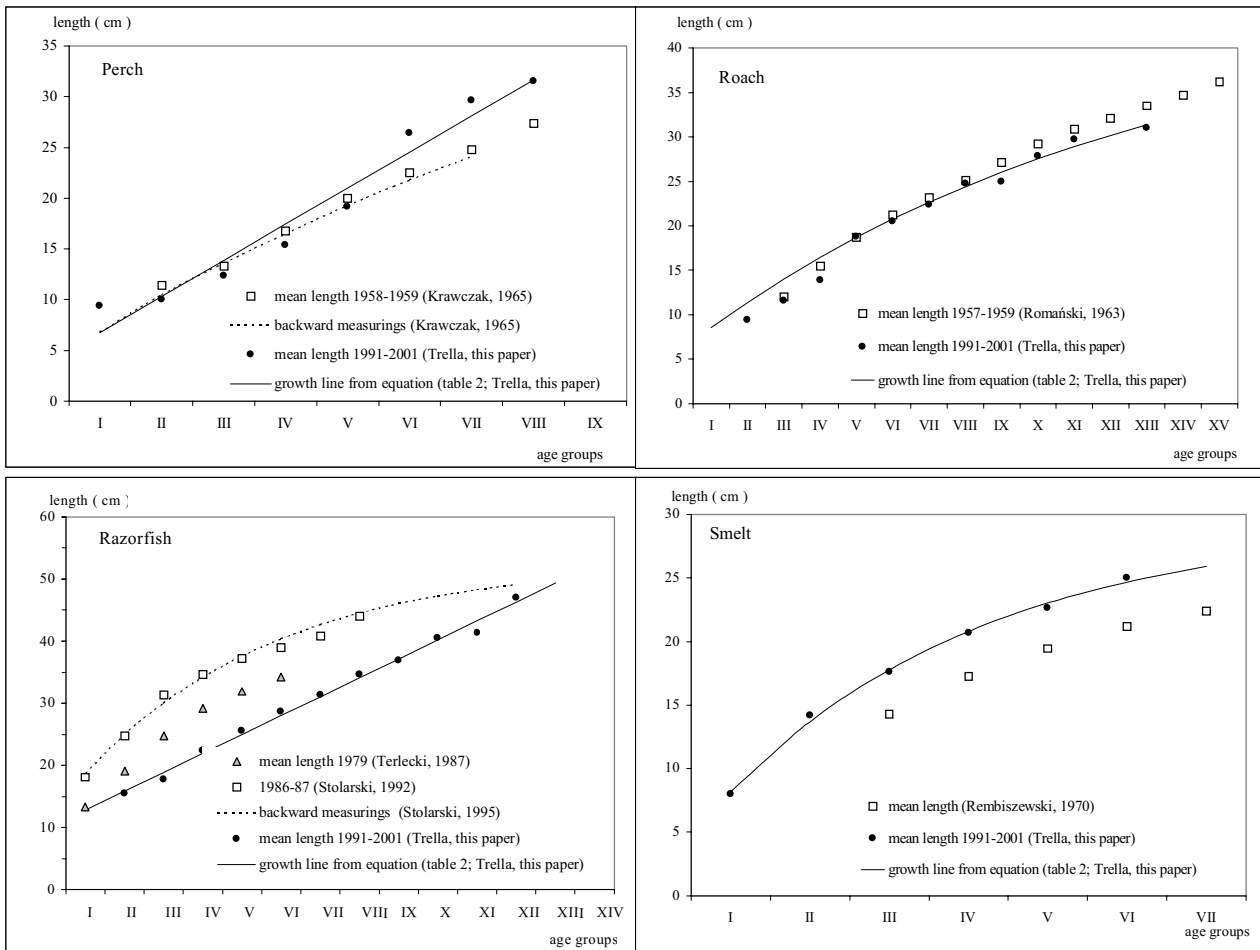 length ( cm)
35
30
25
20
15
10
5
0
Perch
mean length 1958-1959 (Krawczak, 1965)
backward measurings (Krawczak, 1965)
mean length 1991-2001 (Trella, this paper)
growth line from equation (table 2; Trella, this paper)
I II III IV V VI VII VIII IX
age groups
length ( cm)
40
35
30
25
20
15
10
5
0
Roach
mean length 1957-1959 (Romański, 1963)
mean length 1991-2001 (Trella, this paper)
growth line from equation (table 2; Trella, this paper)
I II III IV V VI VII VIII IX X XI XII XIII XIV XV
age groups
length ( cm )
60
50
40
30
20
10
0
Razorfish
mean length 1979 (Terlecki, 1987)
1986-87 (Stolarski, 1992)
backward measurings (Stolarski, 1995)
mean length 1991-2001 (Trella, this paper)
growth line from equation (table 2; Trella, this paper)
I II III IV V VI VII VIII IX X XI XII XIII XIV
age groups
length ( cm)
30
25
20
15
10
5
0
Smelt
mean length (Rembiszewski, 1970)
mean length 1991-2001 (Trella, this paper)
growth line from equation (table 2; Trella, this paper)
I II III IV V VI VII
age groups